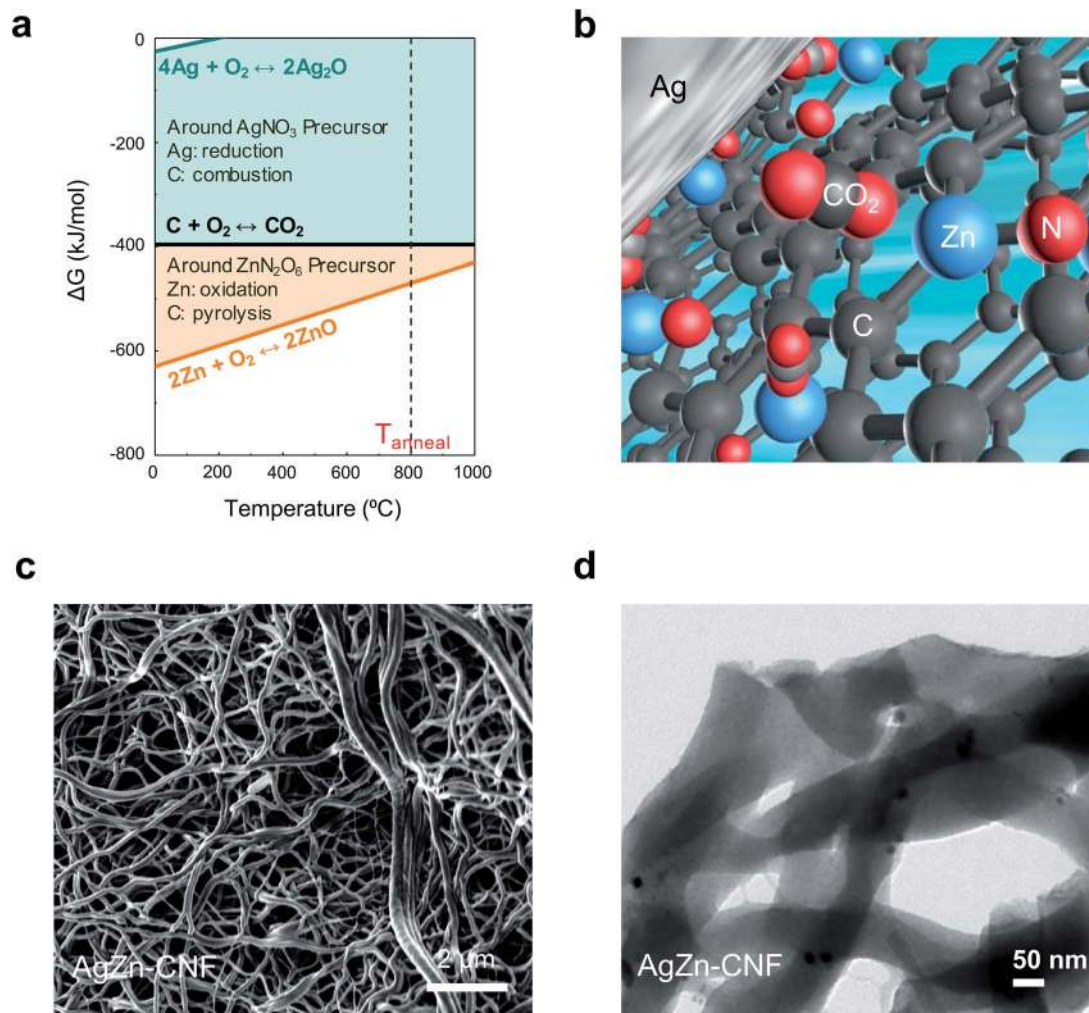 a
0
-200
-400
-600
-800
ΔG (kJ/mol)
4Ag + O₂ ↔ 2Ag₂O
Around AgNO₃ Precursor
Ag: reduction
C: combustion
C + O₂ ↔ CO₂
Around ZnN₂O₆ Precursor
Zn: oxidation
C: pyrolysis
2Zn + O₂ ↔ 2ZnO
Tanneal
0 200 400 600 800 1000
Temperature (ºC)
b
Ag
CO₂
Zn
N
C
c
AgZn-CNF
2 µm
d
AgZn-CNF
50 nm